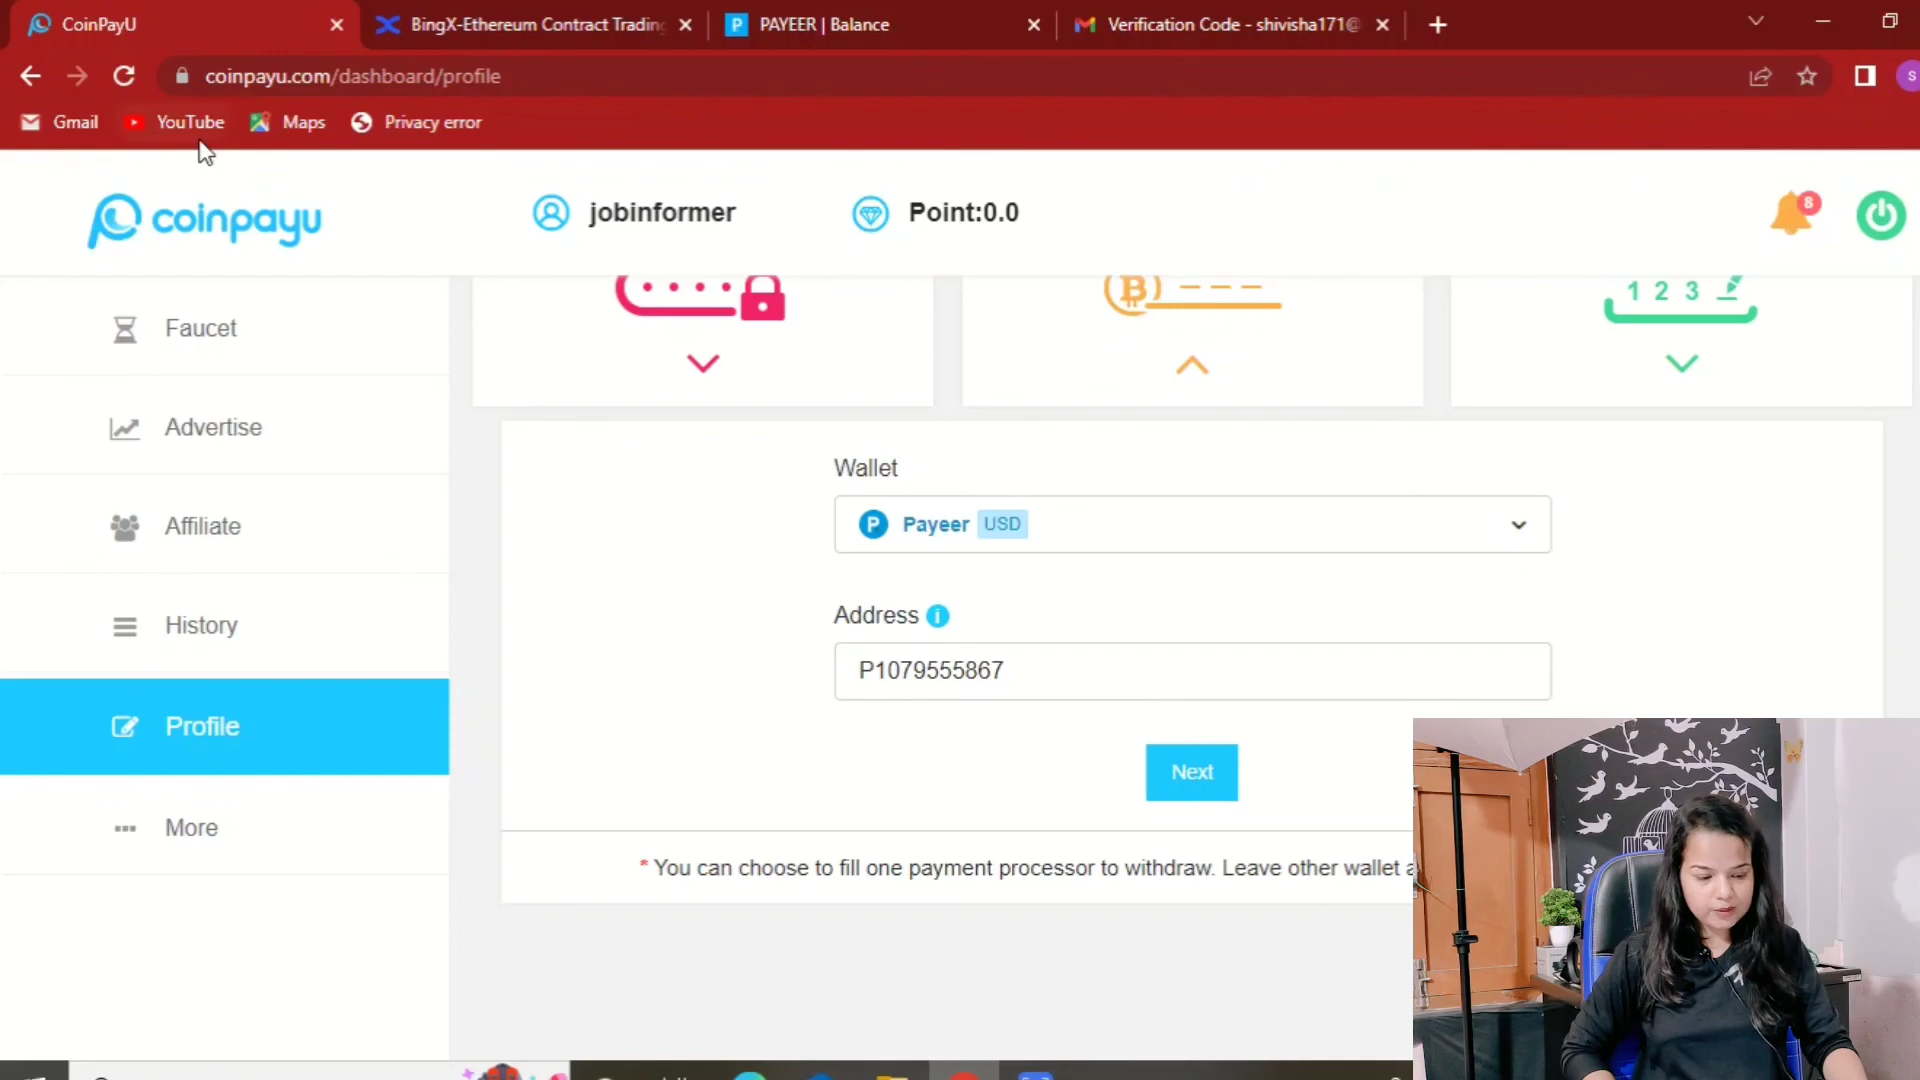 CoinPayU
BingX-Ethereum Contract Trading
PAYEER | Balance
Verification Code - shivisha171@
coinpayu.com/dashboard/profile
S
Gmail
YouTube
Maps
Privacy error
coinpayu
jobinformer
Point:0.0
8
1 2 3
Faucet
Advertise
Affiliate
History
Profile
More
Wallet
Payeer USD
Address
P1079555867
Next
* You can choose to fill one payment processor to withdraw. Leave other wallet